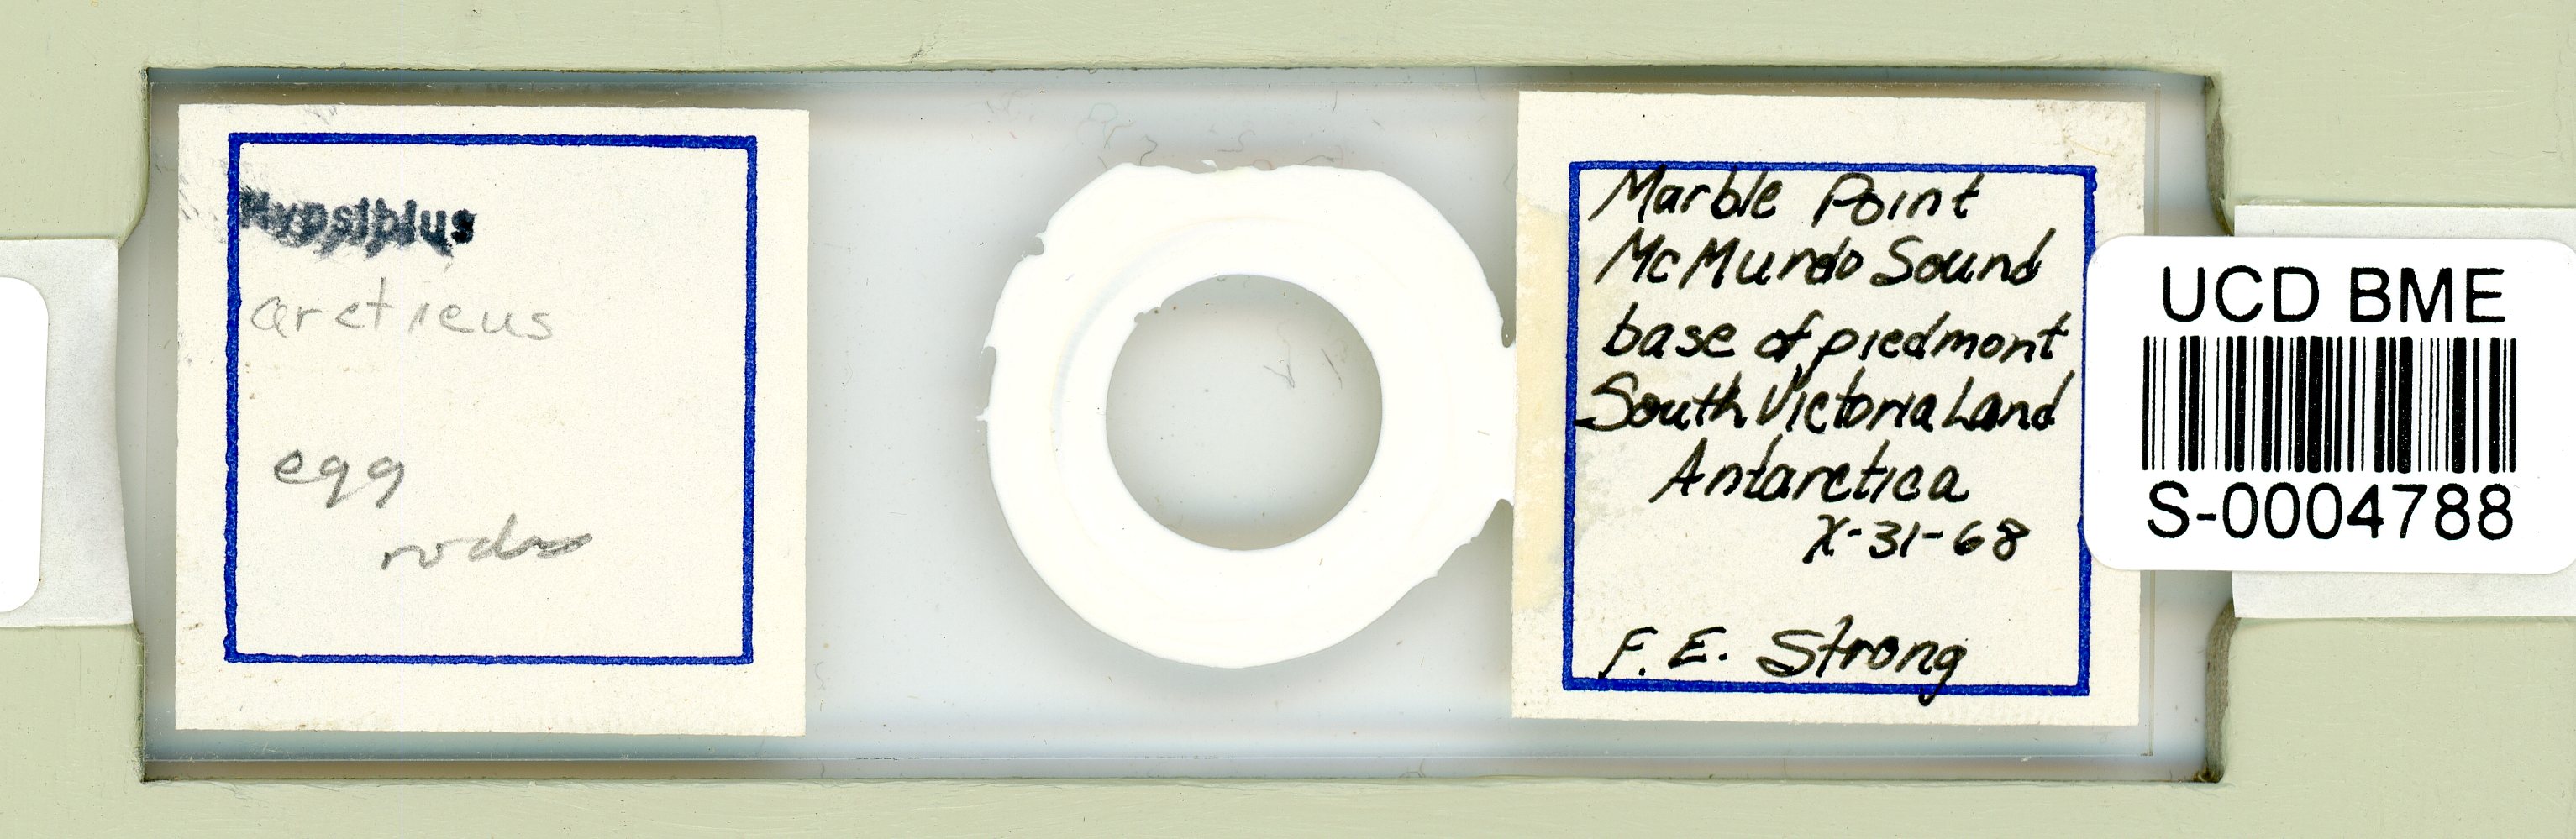 Hypsibius
arcticus
egg
Marble Point
McMurdo Sound
base of piedmont
South Victoria Land
Antarctica
X-31-68
F. E. Strong
UCD BME
S-0004788